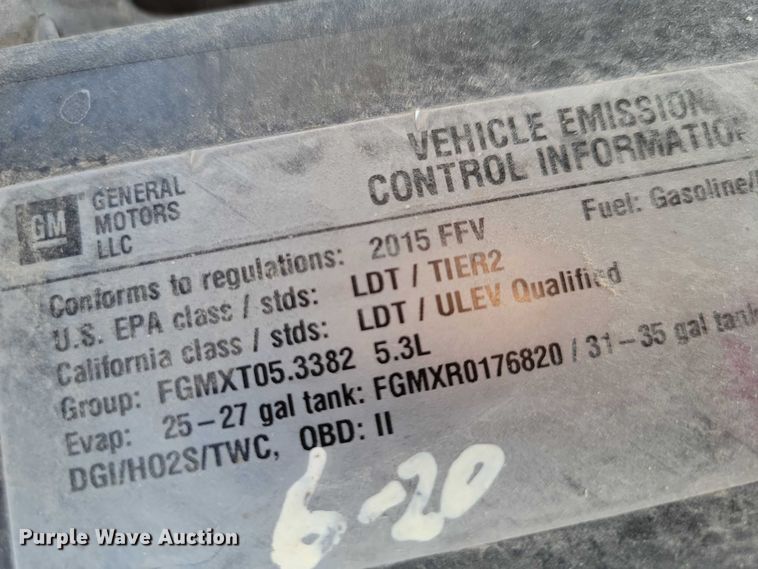 VEHICLE EMISSION
CONTROL INFORMATION
GM
GENERAL
MOTORS
LLC
Fuel: Gasoline/
Conforms to regulations: 2015 FFV
U.S. EPA class / stds: LDT / TIER2
California class / stds: LDT / ULEV Qualified
Group: FGMXT05.3382 5.3L
Evap: 25-27 gal tank: FGMXR0176820 / 31-35 gal tank
DGI/HO2S/TWC, OBD: II
6-20
Purple Wave Auction